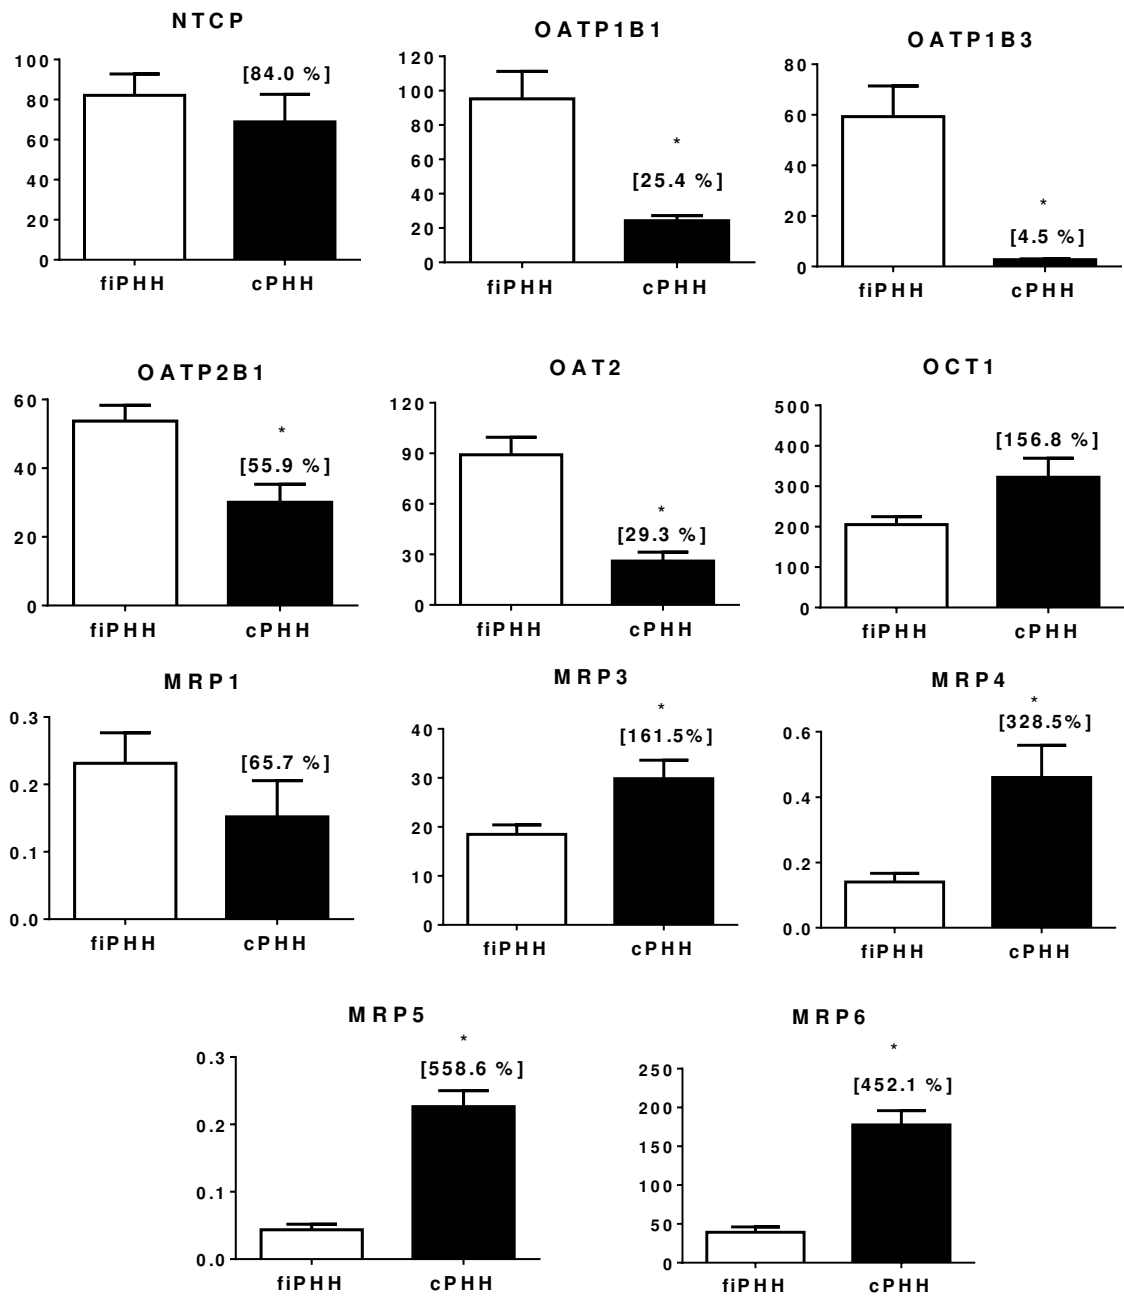 NTCP
100
80
60
40
20
0
[84.0 %]
fiPHH
cPHH
OATP1B1
120
100
80
60
40
20
0
*
[25.4 %]
fiPHH
cPHH
OATP1B3
80
60
40
20
0
*
[4.5 %]
fiPHH
cPHH
OATP2B1
60
40
20
0
*
[55.9 %]
fiPHH
cPHH
OAT2
120
90
60
30
0
*
[29.3 %]
fiPHH
cPHH
OCT1
500
400
300
200
100
0
[156.8 %]
fiPHH
cPHH
MRP1
0.3
0.2
0.1
0.0
[65.7 %]
fiPHH
cPHH
MRP3
40
30
20
10
0
*
[161.5%]
fiPHH
cPHH
MRP4
0.6
0.4
0.2
0.0
*
[328.5%]
fiPHH
cPHH
MRP5
0.3
0.2
0.1
0.0
*
[558.6 %]
fiPHH
cPHH
MRP6
250
200
150
100
50
0
*
[452.1 %]
fiPHH
cPHH